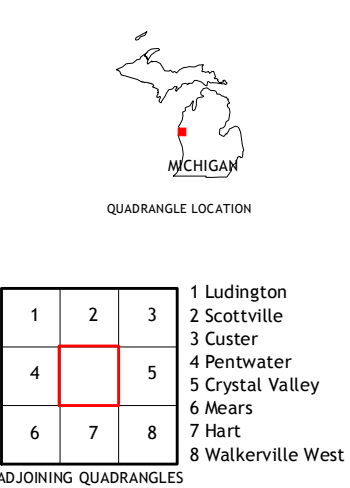 MICHIGAN
QUADRANGLE LOCATION
1 2 3
4 5
6 7 8
1 Ludington
2 Scottville
3 Custer
4 Pentwater
5 Crystal Valley
6 Mears
7 Hart
8 Walkerville West
ADJOINING QUADRANGLES